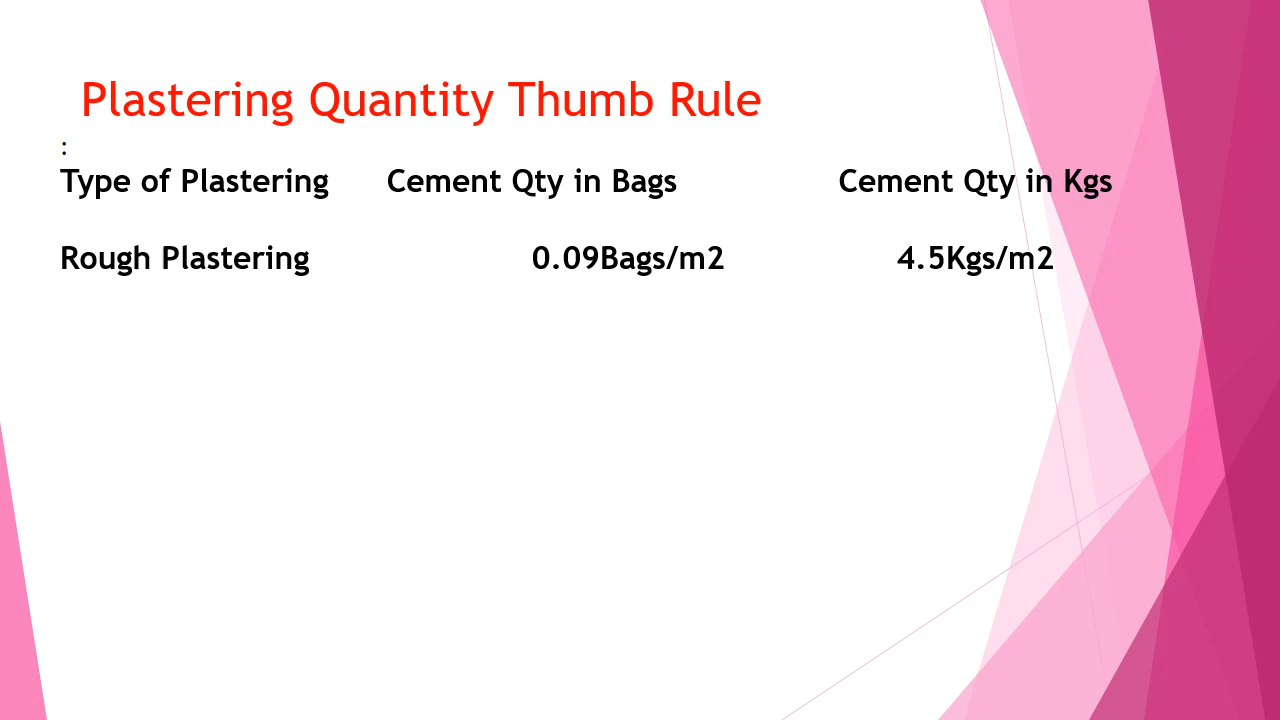 Plastering Quantity Thumb Rule
:
Type of Plastering Cement Qty in Bags Cement Qty in Kgs
Rough Plastering 0.09Bags/m2 4.5Kgs/m2